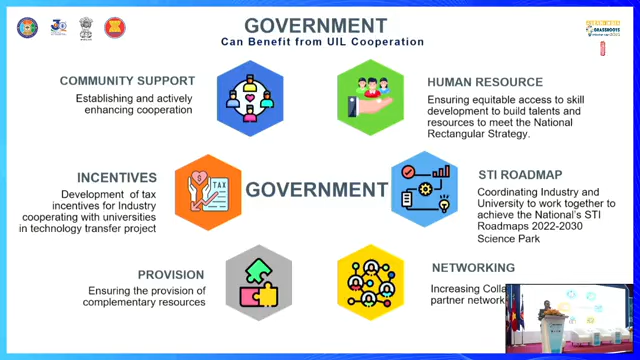 GOVERNMENT
Can Benefit from UIL Cooperation
COMMUNITY SUPPORT
Establishing and actively
enhancing cooperation
HUMAN RESOURCE
Ensuring equitable access to skill
development to build talents and
resources to meet the National
Rectangular Strategy.
INCENTIVES
Development of tax
incentives for Industry
cooperating with universities
in technology transfer project
TAX
GOVERNMENT
STI ROADMAP
Coordinating Industry and
University to work together to
achieve the National's STI
Roadmaps 2022-2030
Science Park
PROVISION
Ensuring the provision of
complementary resources
NETWORKING
Increasing
partner